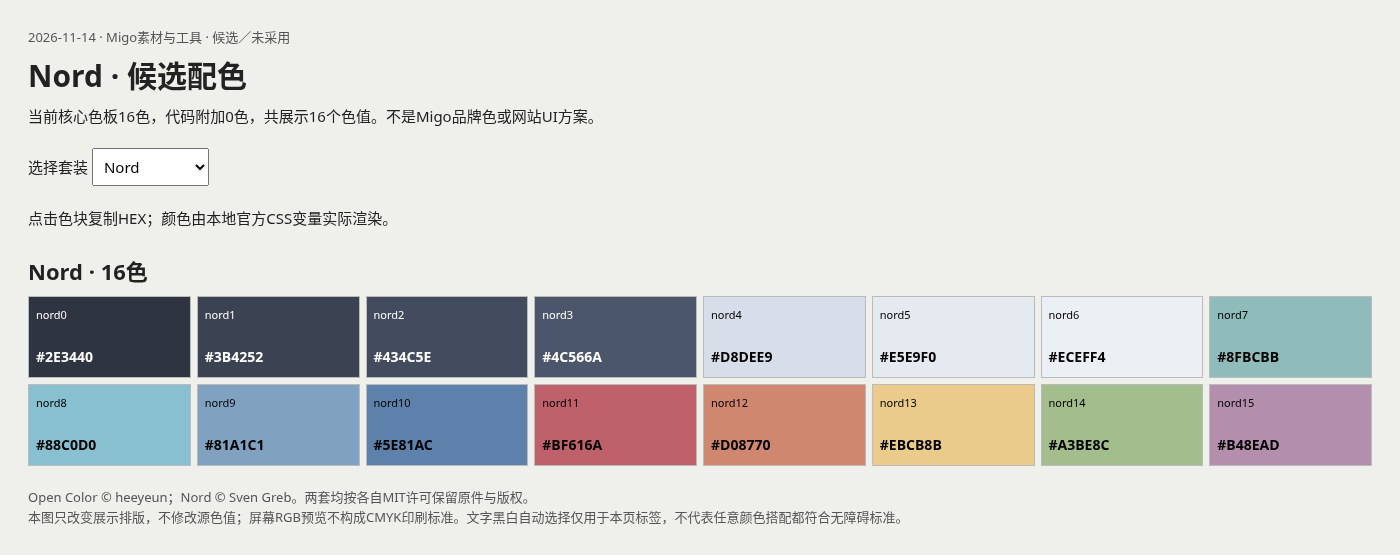 2026-11-14 · Migo素材与工具 · 候选／未采用
Nord · 候选配色
当前核心色板16色，代码附加0色，共展示16个色值。不是Migo品牌色或网站UI方案。
选择套装 Nord
点击色块复制HEX；颜色由本地官方CSS变量实际渲染。
Nord · 16色
nord0 nord1 nord2 nord3 nord4 nord5 nord6 nord7
#2E3440 #3B4252 #434C5E #4C566A #D8DEE9 #E5E9F0 #ECEFF4 #8FBCBB
nord8 nord9 nord10 nord11 nord12 nord13 nord14 nord15
#88C0D0 #81A1C1 #5E81AC #BF616A #D08770 #EBCB8B #A3BE8C #B48EAD
Open Color © heeyeun；Nord © Sven Greb。两套均按各自MIT许可保留原件与版权。
本图只改变展示排版，不修改源色值；屏幕RGB预览不构成CMYK印刷标准。文字黑白自动选择仅用于本页标签，不代表任意颜色搭配都符合无障碍标准。